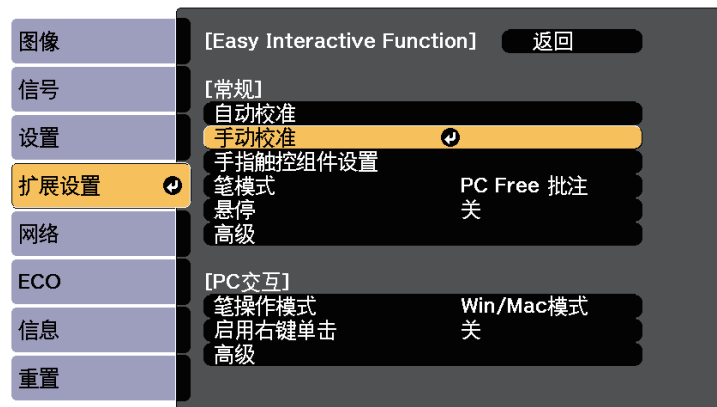 图像
信号
设置
扩展设置
网络
ECO
信息
重置
[Easy Interactive Function] 返回
[常规]
自动校准
手动校准
手指触控组件设置
笔模式 PC Free 批注
悬停 关
高级
[PC交互]
笔操作模式 Win/Mac模式
启用右键单击 关
高级